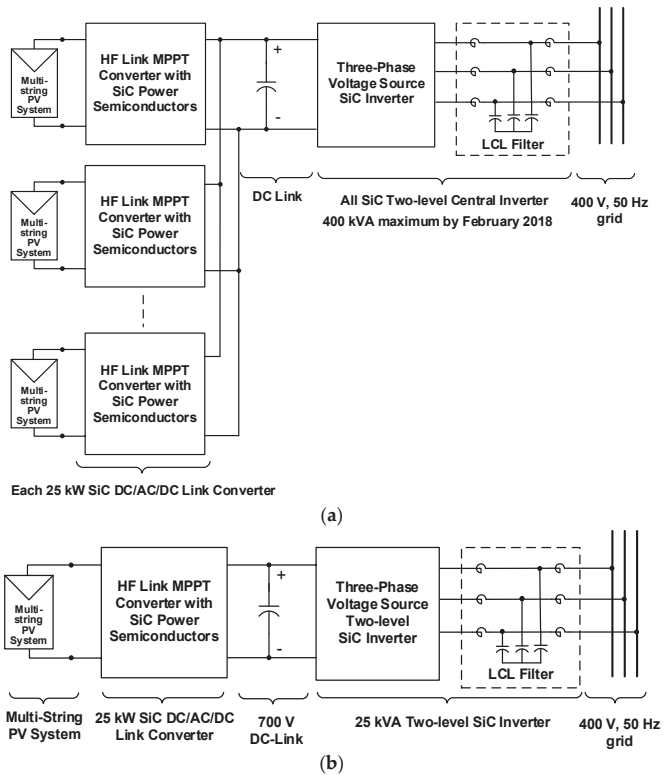 Multi-
string
PV
System
HF Link MPPT
Converter with
SiC Power
Semiconductors
+
-
Three-Phase
Voltage Source
SiC Inverter
LCL Filter
DC Link
All SiC Two-level Central Inverter
400 kVA maximum by February 2018
400 V, 50 Hz
grid
Multi-
string PV
System
HF Link MPPT
Converter with
SiC Power
Semiconductors
Multi-
string PV
System
HF Link MPPT
Converter with
SiC Power
Semiconductors
Each 25 kW SiC DC/AC/DC Link Converter
(a)
Multi-
string
PV
System
HF Link MPPT
Converter with
SiC Power
Semiconductors
+
-
Three-Phase
Voltage Source
Two-level
SiC Inverter
LCL Filter
Multi-String
PV System
25 kW SiC DC/AC/DC
Link Converter
700 V
DC-Link
25 kVA Two-level SiC Inverter
400 V, 50 Hz
grid
(b)